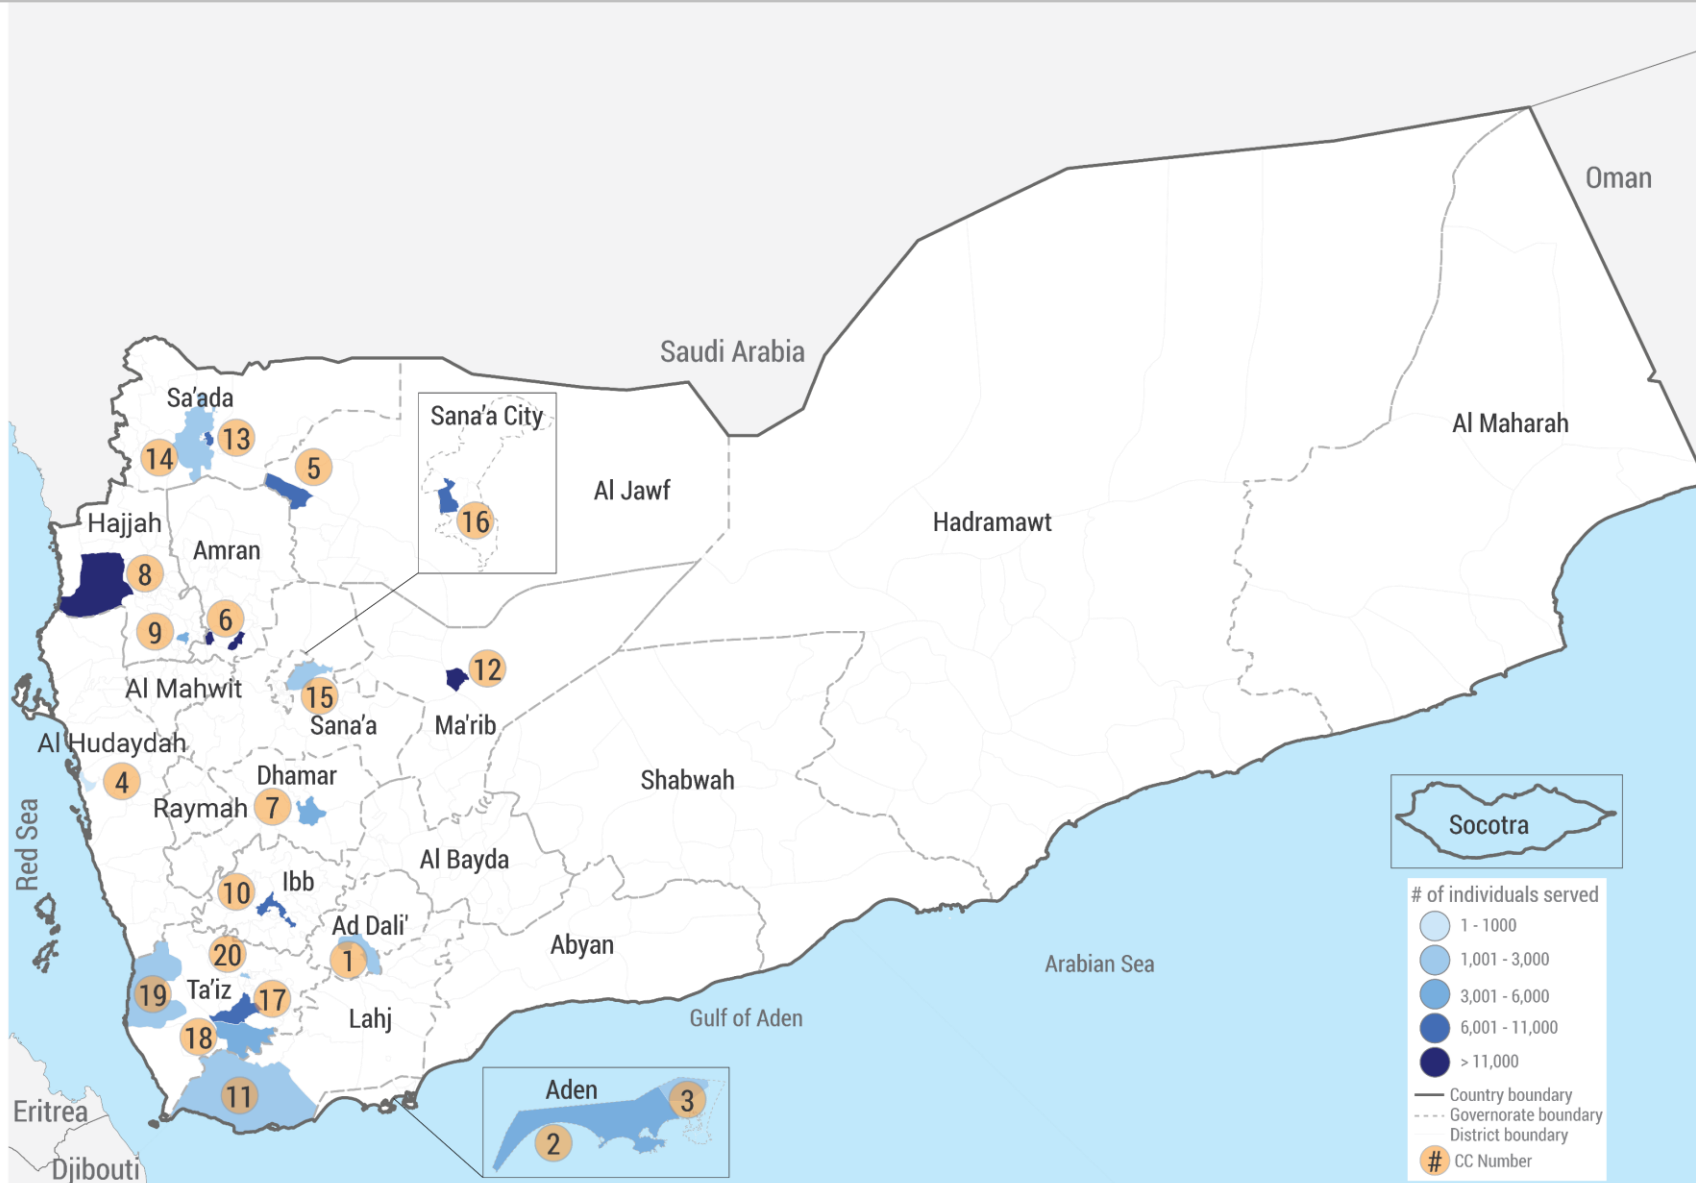 Oman
Saudi Arabia
Sa'ada
13
14
5
Sana'a City
16
Al Jawf
Al Maharah
Hadramawt
Hajjah
Amran
8
6
9
12
Al Mahwit
15
Sana'a
Ma'rib
Al Hudaydah
4
Dhamar
Raymah
7
Shabwah
Socotra
Red Sea
Al Bayda
Ibb
10
Ad Dali'
1
Abyan
20
Arabian Sea
Ta'iz
19
17
18
Lahj
Gulf of Aden
11
Aden
3
2
Eritrea
Djibouti
# of individuals served
1 - 1000
1,001 - 3,000
3,001 - 6,000
6,001 - 11,000
> 11,000
Country boundary
Governorate boundary
District boundary
# CC Number